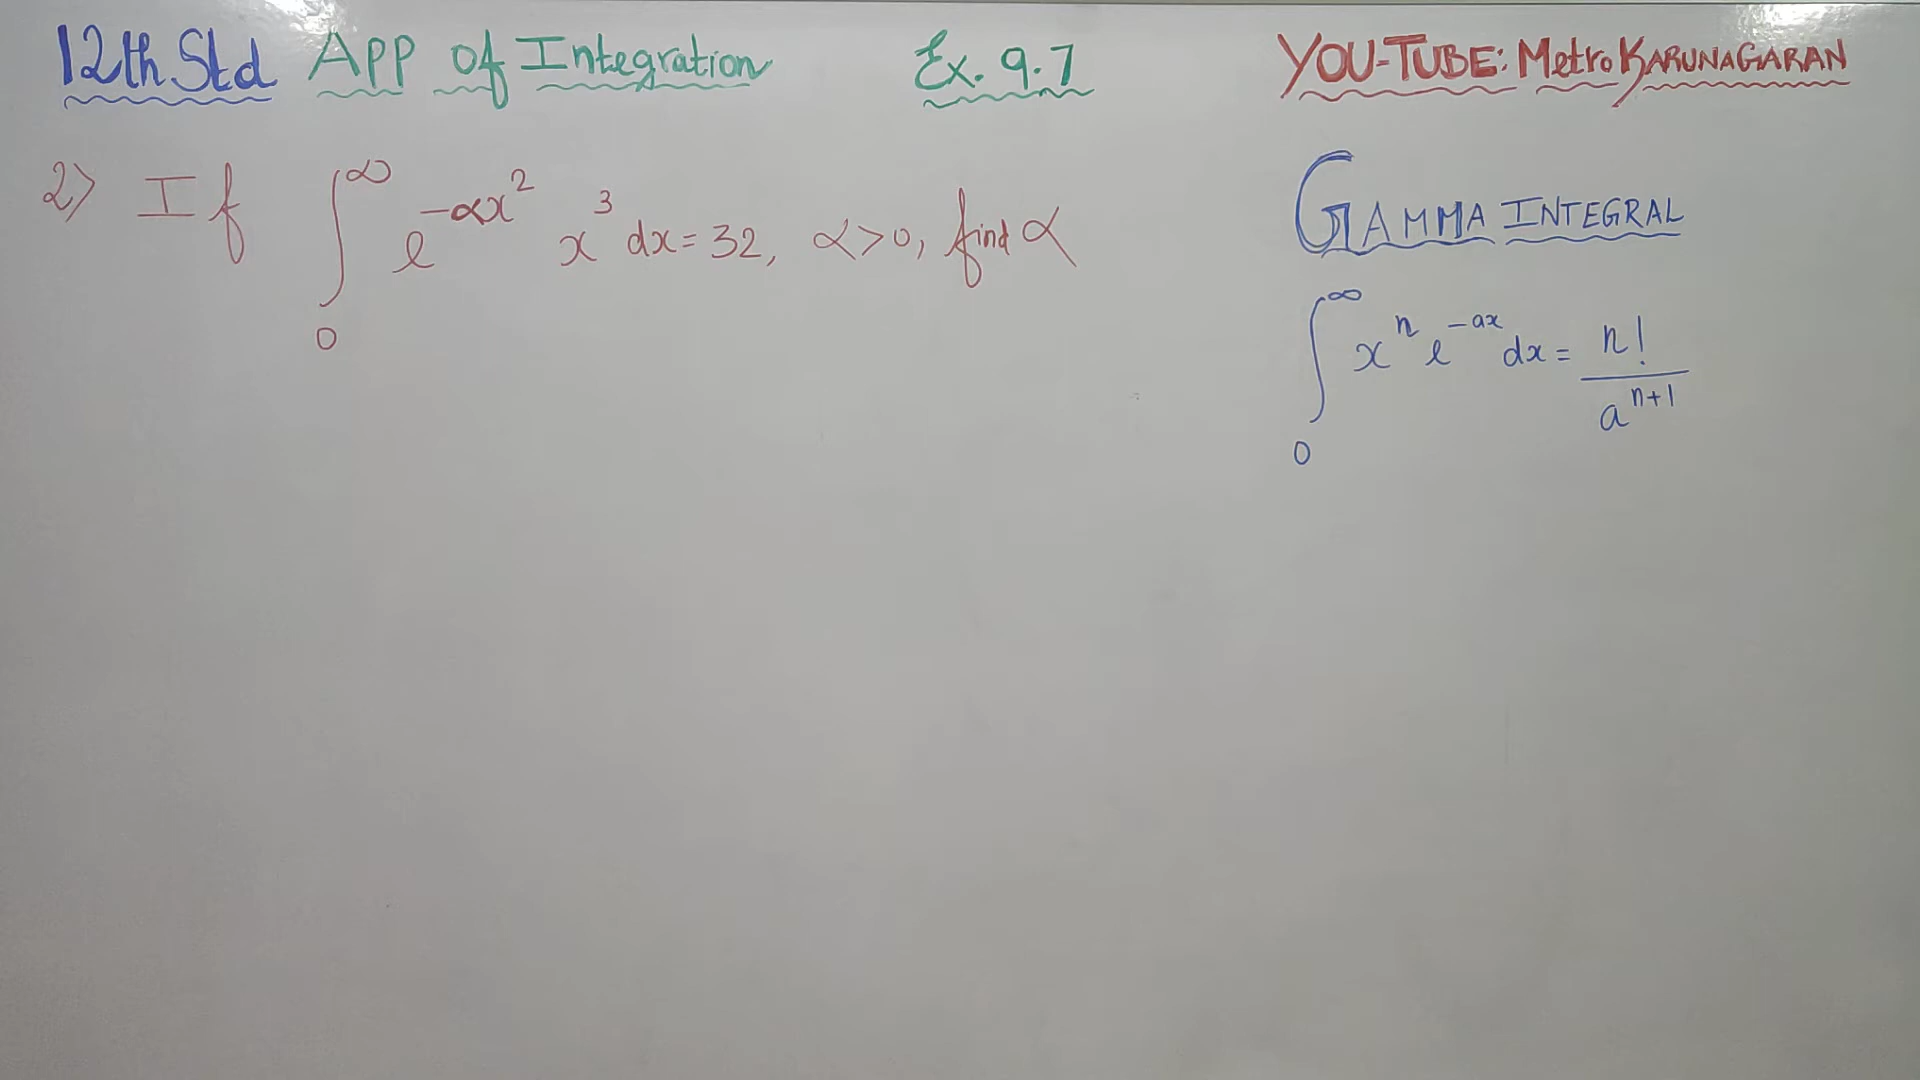 12th Std App of Integration Ex. 9.7 YOU-TUBE: Metro KARUNAGARAN
2) If ∫₀^∞ e^(-αx²) x³ dx = 32, α>0, find α
GAMMA INTEGRAL
∫₀^∞ xⁿ e^(-ax) dx = n! / a^(n+1)